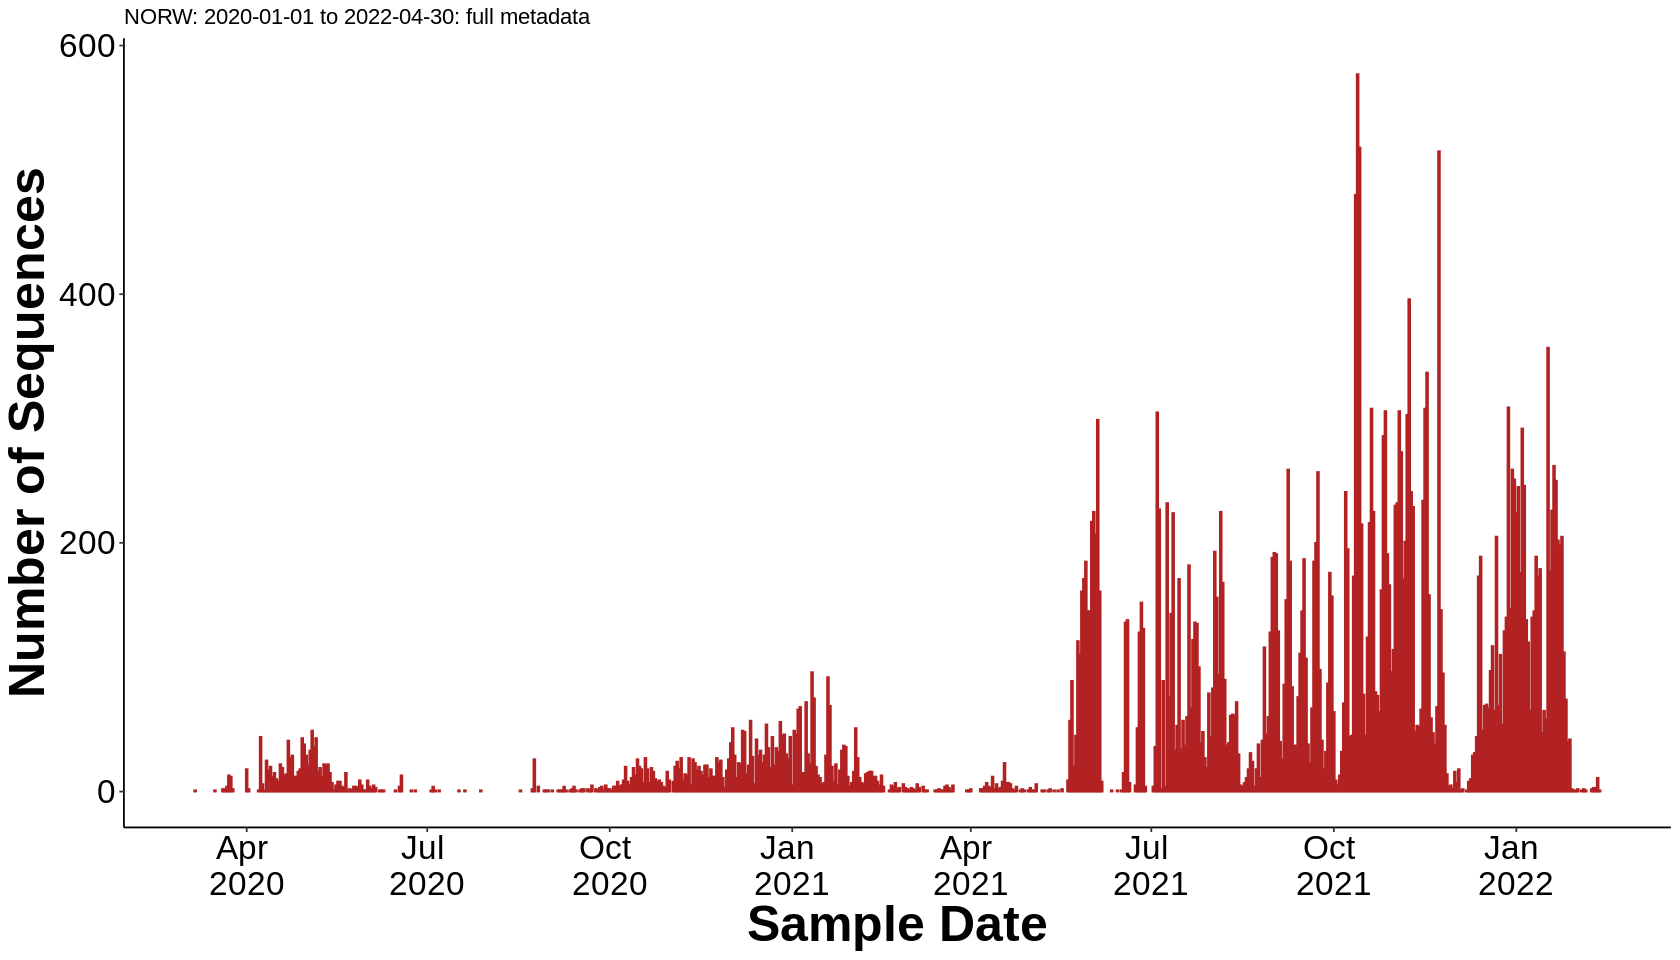 NORW: 2020-01-01 to 2022-04-30: full metadata
Number of Sequences
600
400
200
0
Apr 2020
Jul 2020
Oct 2020
Jan 2021
Apr 2021
Jul 2021
Oct 2021
Jan 2022
Sample Date